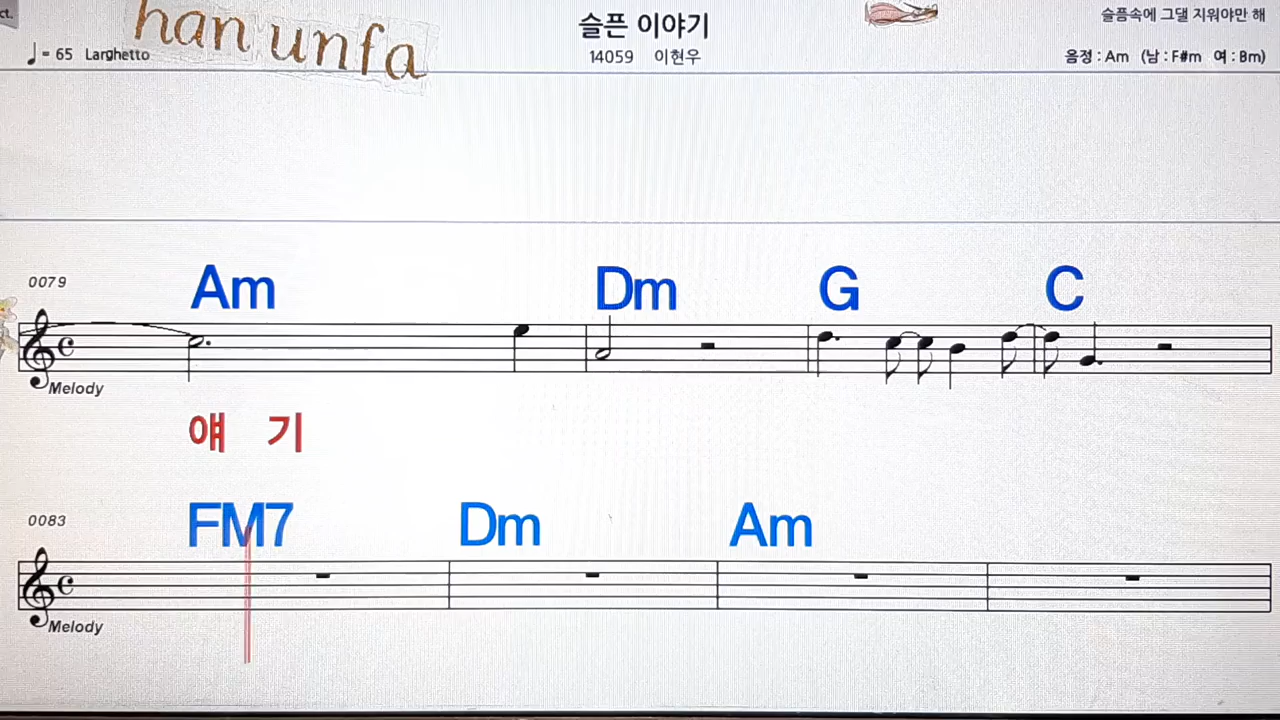 ct.
han unfa
슬픈 이야기
슬픔속에 그댈 지워야만 해
♩= 65 Larghetto
14059 이현우
음정 : Am (남 : F#m 여 : Bm)
0079
Am Dm G C
Melody
얘 기
0083
FM7 Dm Am
Melody